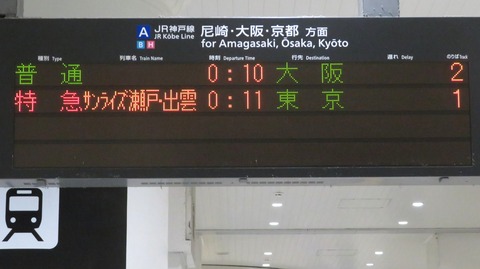 A JR神戸線 尼崎・大阪・京都 方面
B H JR Kōbe Line for Amagasaki, Ōsaka, Kyōto
種別 Type 列車名 Train Name 時刻 Departure Time 行先 Destination 遅れ Delay のりば Track
普通 0:10 大阪 2
特急 サンライズ瀬戸・出雲 0:11 東京 1